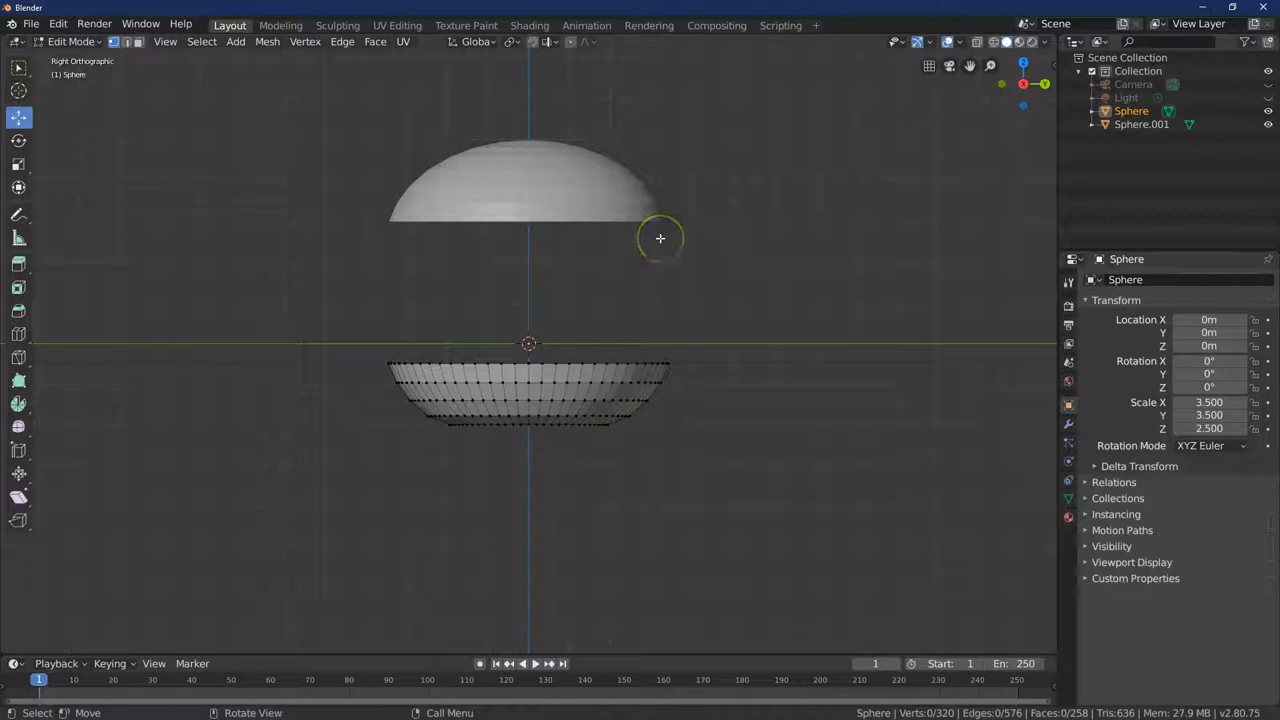 Blender
File Edit Render Window Help Layout Modeling Sculpting UV Editing Texture Paint Shading Animation Rendering Compositing Scripting + Scene View Layer
Edit Mode View Select Add Mesh Vertex Edge Face UV Globa
Right Orthographic
(1) Sphere
Z
X
Y
Scene Collection
Collection
Camera
Light
Sphere
Sphere.001
Sphere
Sphere
Transform
Location X 0m
Y 0m
Z 0m
Rotation X 0°
Y 0°
Z 0°
Scale X 3.500
Y 3.500
Z 2.500
Rotation Mode XYZ Euler
Delta Transform
Relations
Collections
Instancing
Motion Paths
Visibility
Viewport Display
Custom Properties
Playback Keying View Marker 1 Start: 1 En: 250
1 10 20 30 40 50 60 70 80 90 100 110 120 130 140 150 160 170 180 190 200 210 220 230 240 250
Select Move Rotate View Call Menu Sphere | Verts:0/320 | Edges:0/576 | Faces:0/258 | Tris:636 | Mem: 27.9 MB | v2.80.75